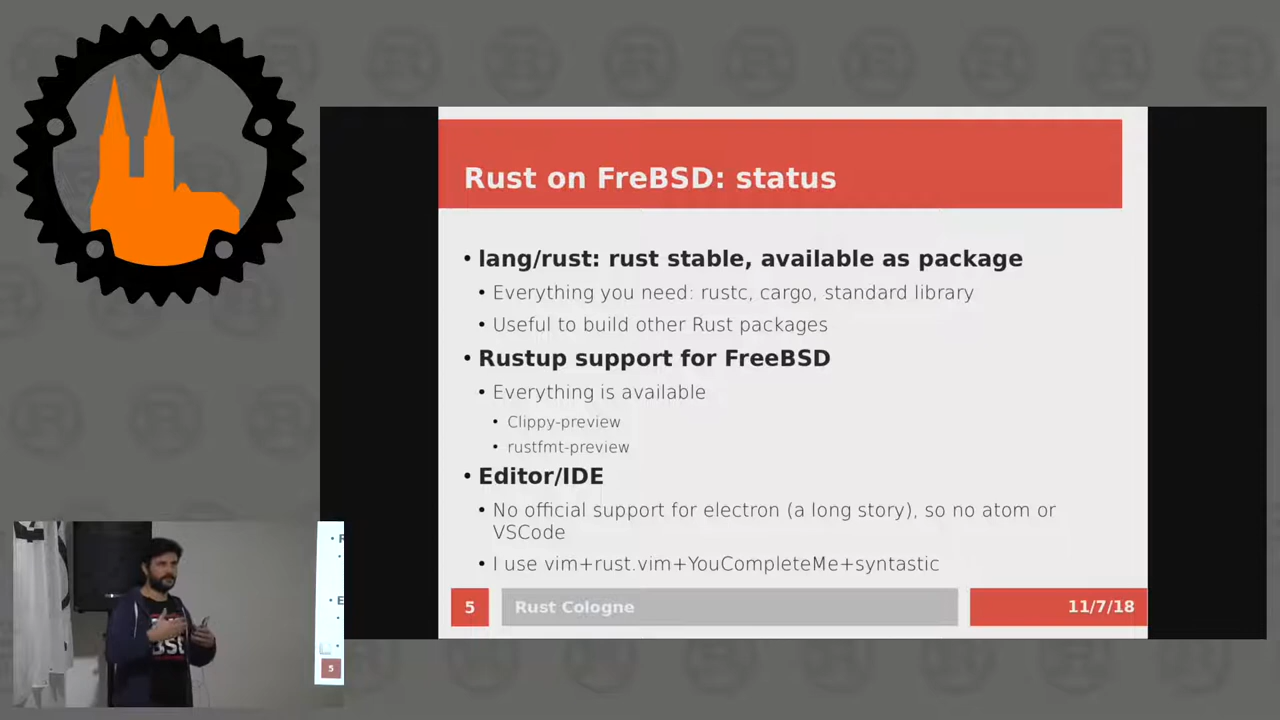 Rust on FreBSD: status
• lang/rust: rust stable, available as package
• Everything you need: rustc, cargo, standard library
• Useful to build other Rust packages
• Rustup support for FreeBSD
• Everything is available
• Clippy-preview
• rustfmt-preview
• Editor/IDE
• No official support for electron (a long story), so no atom or
VSCode
• I use vim+rust.vim+YouCompleteMe+syntastic
5
Rust Cologne
11/7/18
5